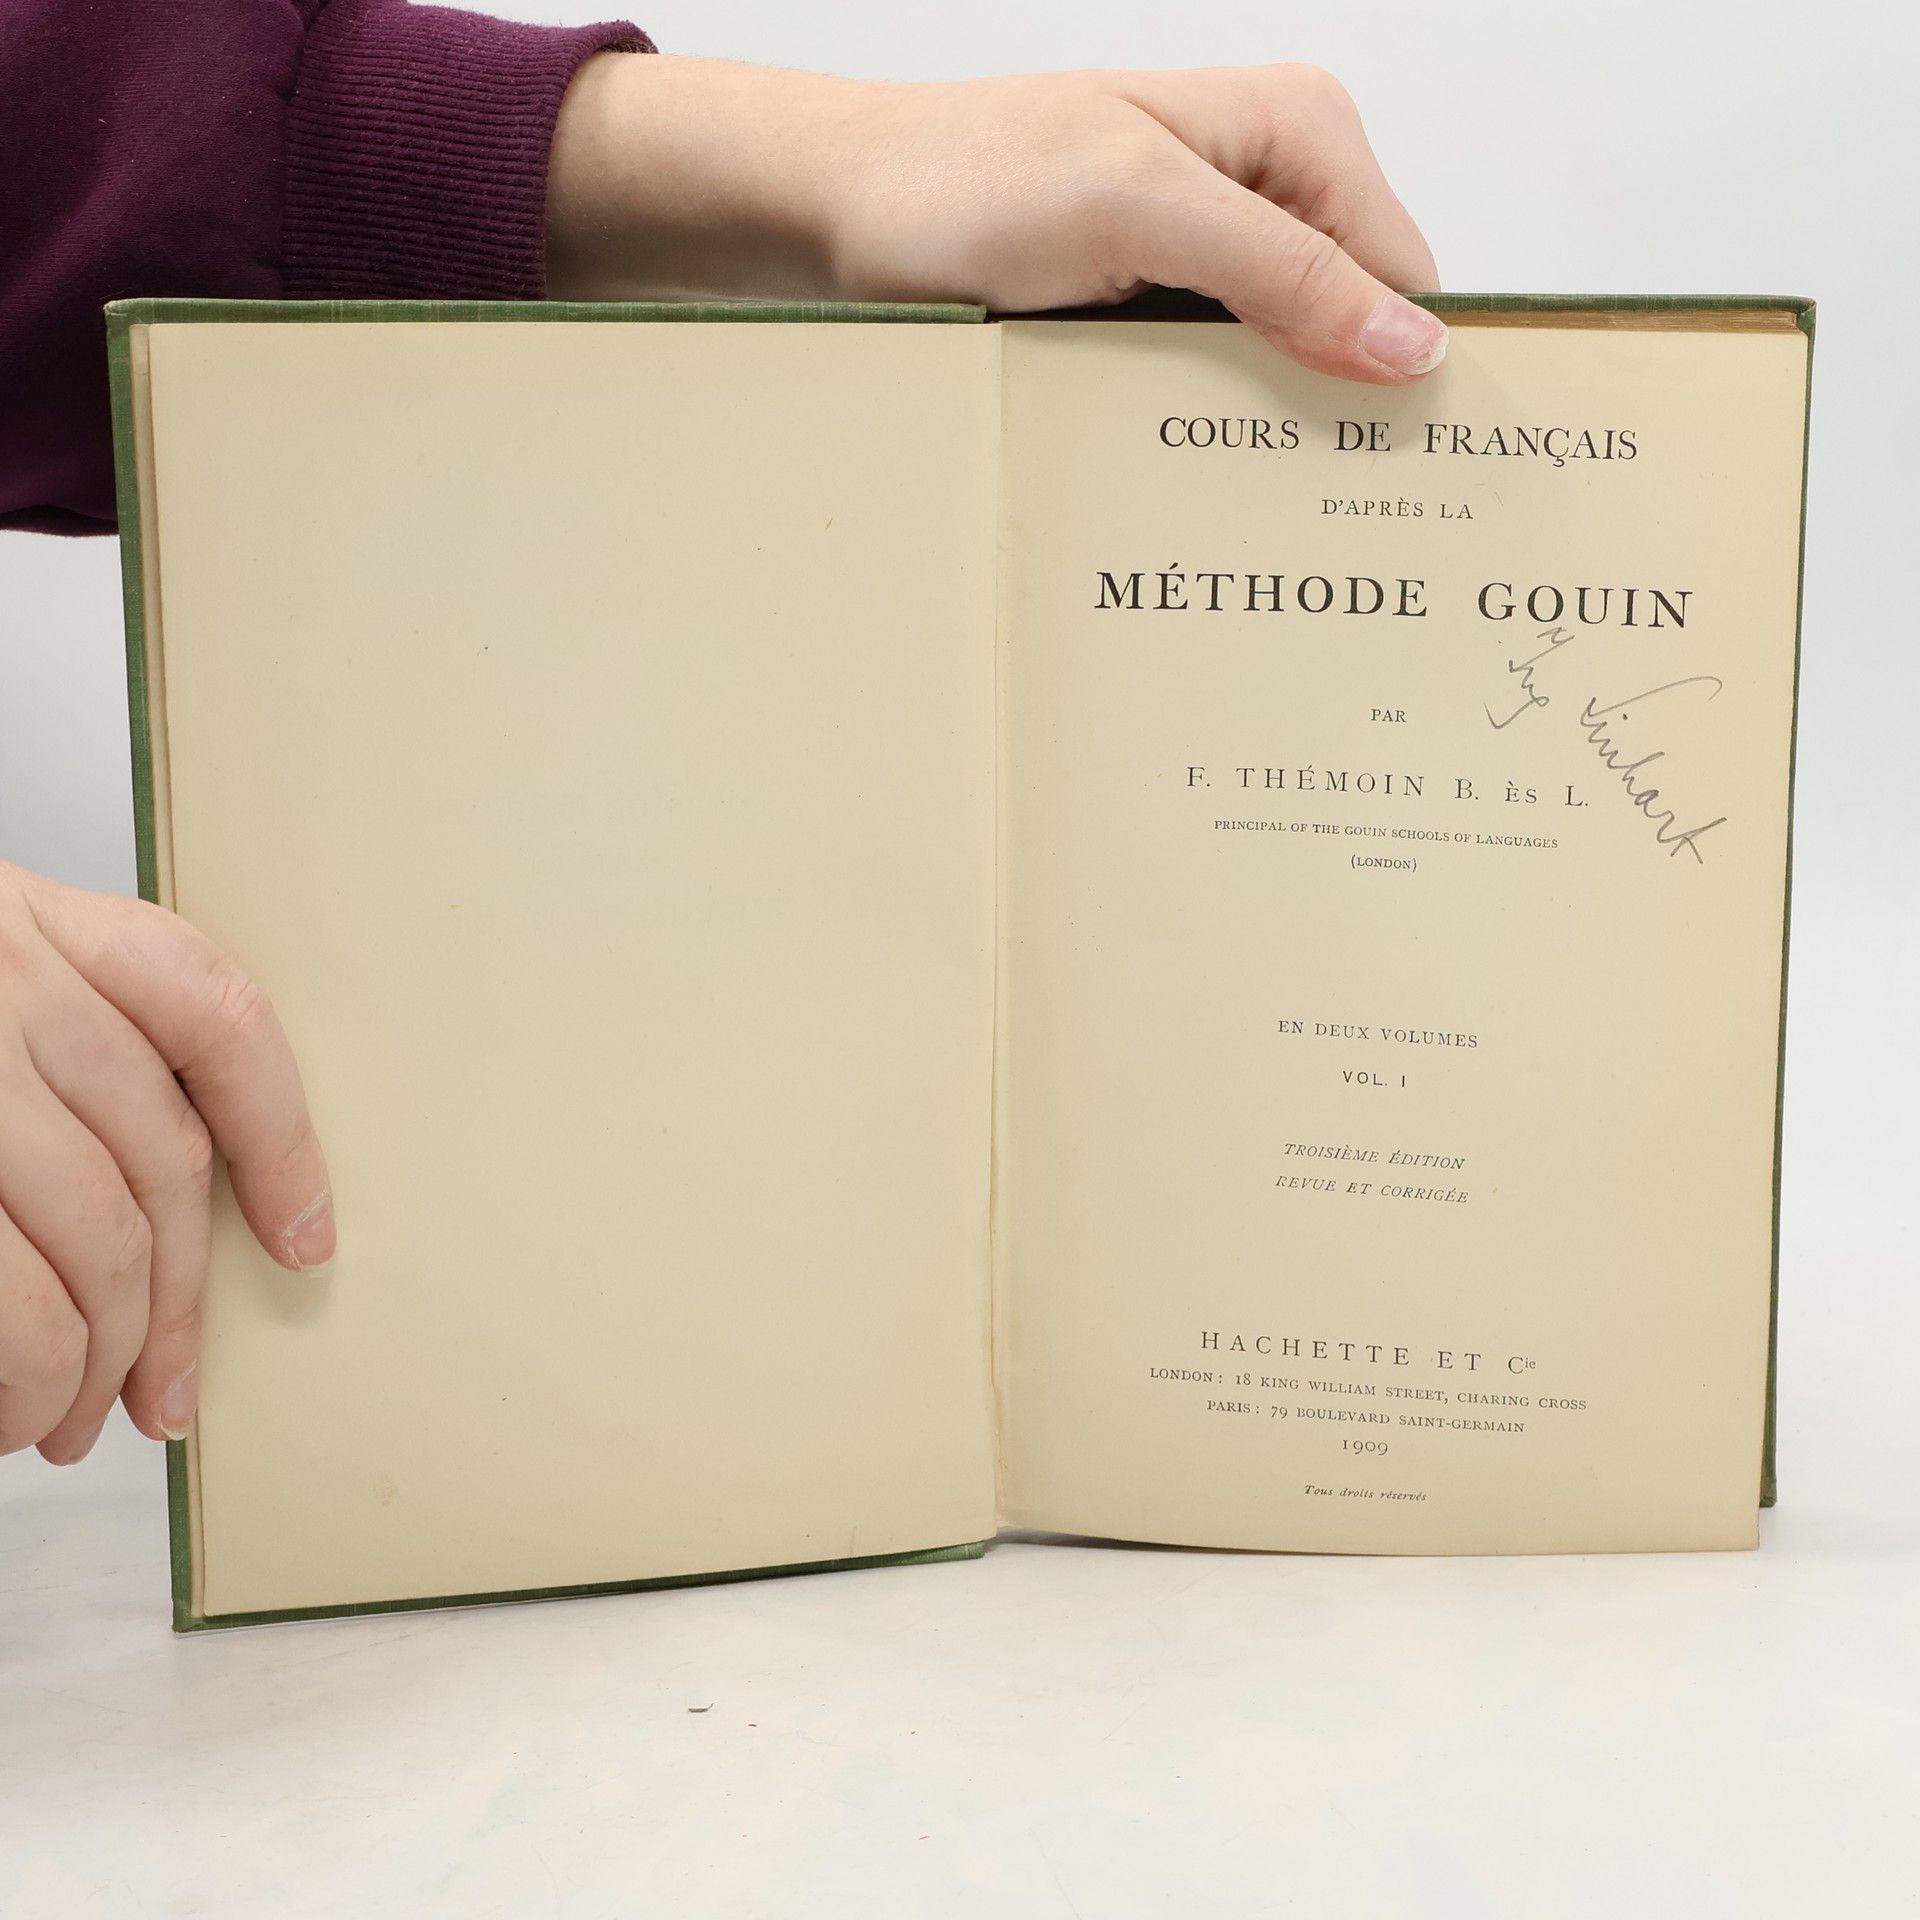 COURS DE FRANÇAIS
D'APRÈS LA
MÉTHODE GOUIN
PAR
F. THÉMOIN B. ÈS L.
PRINCIPAL OF THE GOUIN SCHOOLS OF LANGUAGES
(LONDON)
EN DEUX VOLUMES
VOL. I
TROISIÈME ÉDITION
REVUE ET CORRIGÉE
HACHETTE ET Cie
LONDON: 18 KING WILLIAM STREET, CHARING CROSS
PARIS: 79 BOULEVARD SAINT-GERMAIN
1909
Tous droits réservés